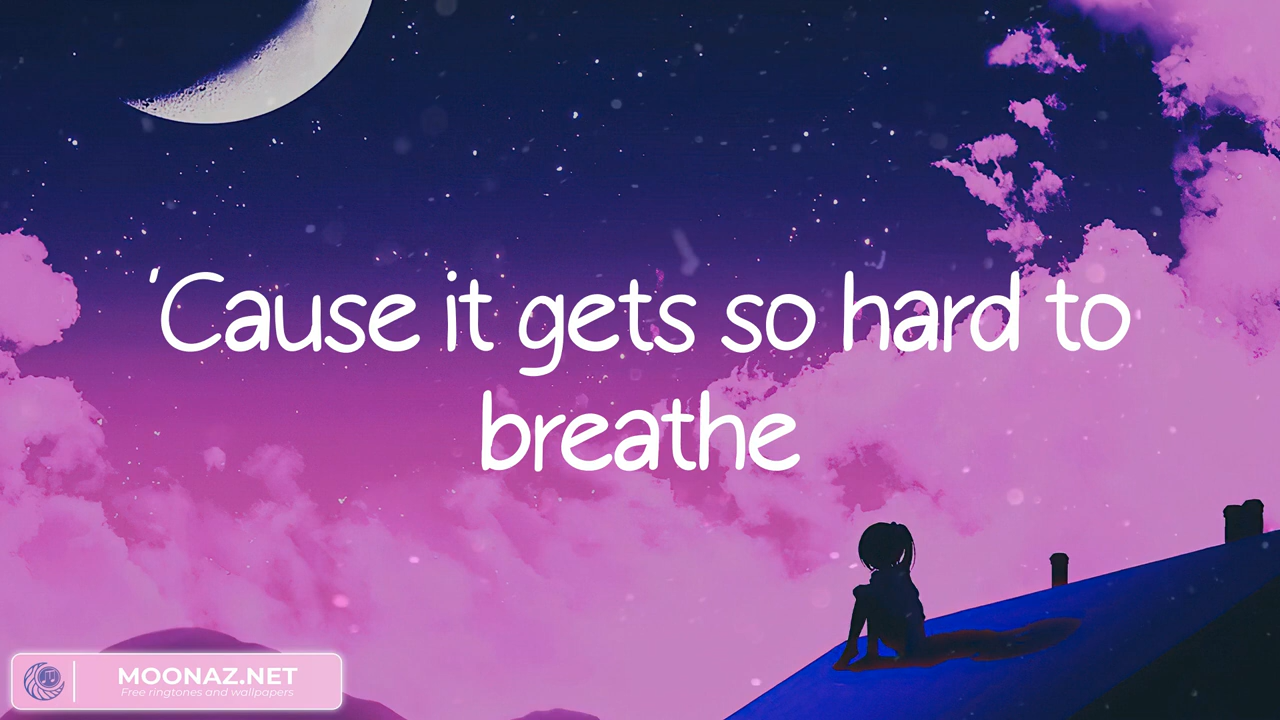 'Cause it gets so hard to
breathe
MOONAZ.NET
Free ringtones and wallpapers